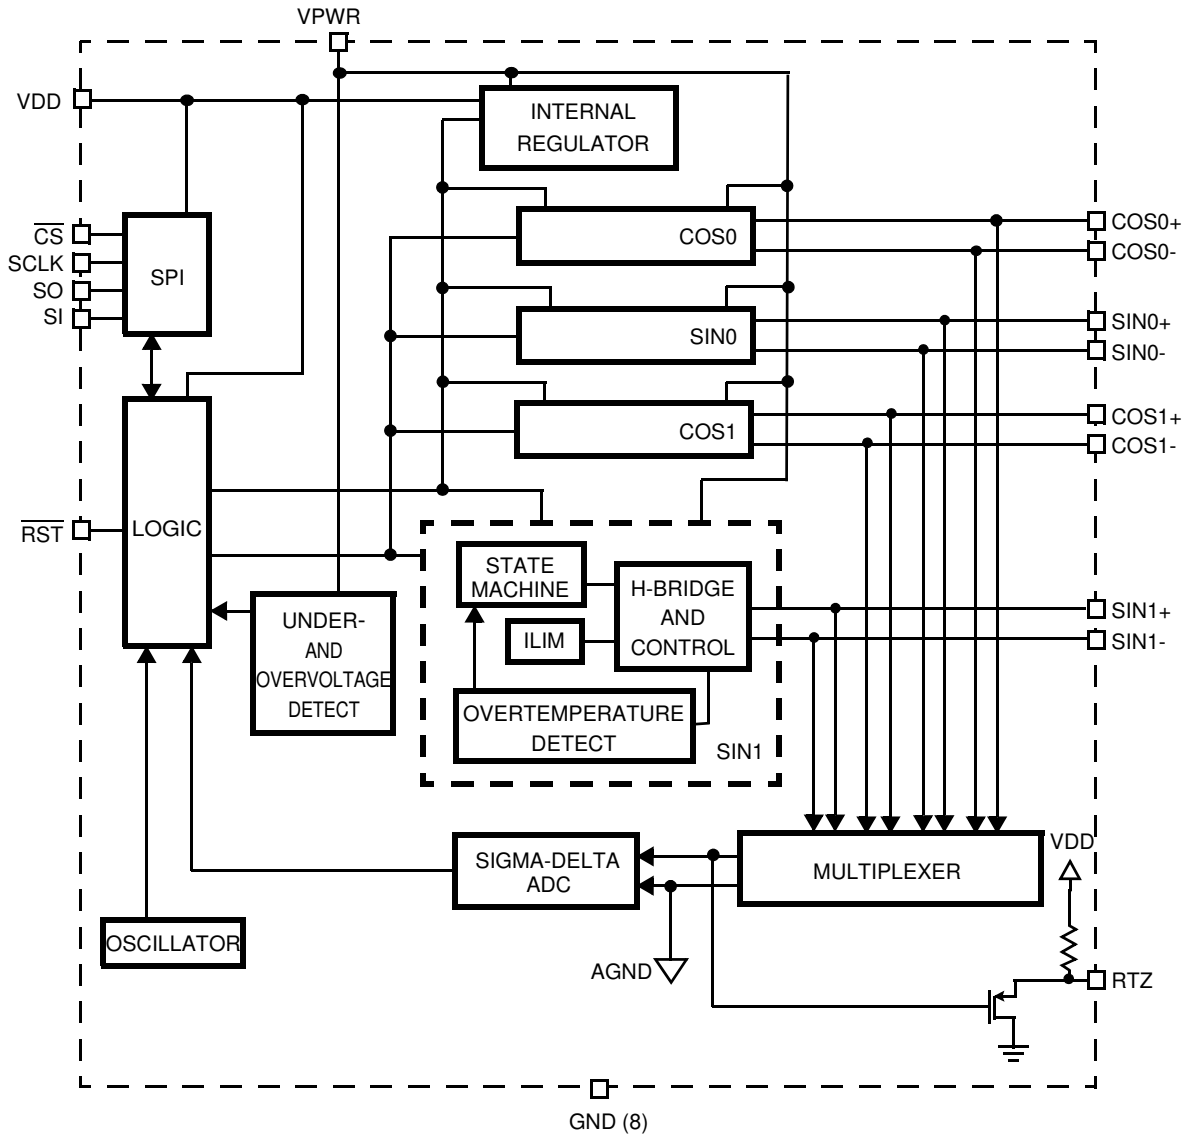 VPWR
VDD
INTERNAL
REGULATOR
CS
SCLK
SO
SI
SPI
COS0
COS0+
COS0-
SIN0
SIN0+
SIN0-
COS1
COS1+
COS1-
RST
LOGIC
STATE
MACHINE
H-BRIDGE
AND
CONTROL
ILIM
SIN1+
SIN1-
UNDER-
AND
OVERVOLTAGE
DETECT
OVERTEMPERATURE
DETECT
SIN1
SIGMA-DELTA
ADC
MULTIPLEXER
VDD
OSCILLATOR
AGND
RTZ
GND (8)